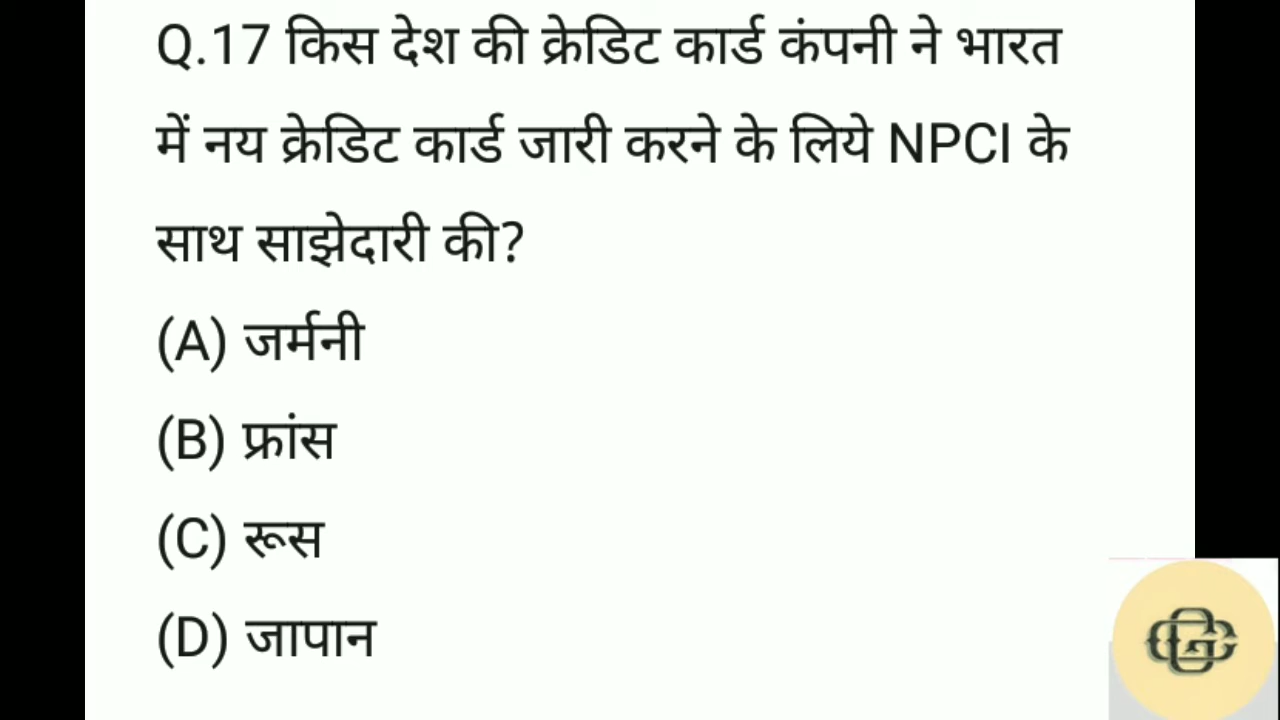 Q.17 किस देश की क्रेडिट कार्ड कंपनी ने भारत
में नय क्रेडिट कार्ड जारी करने के लिये NPCI के
साथ साझेदारी की?
(A) जर्मनी
(B) फ्रांस
(C) रूस
(D) जापान